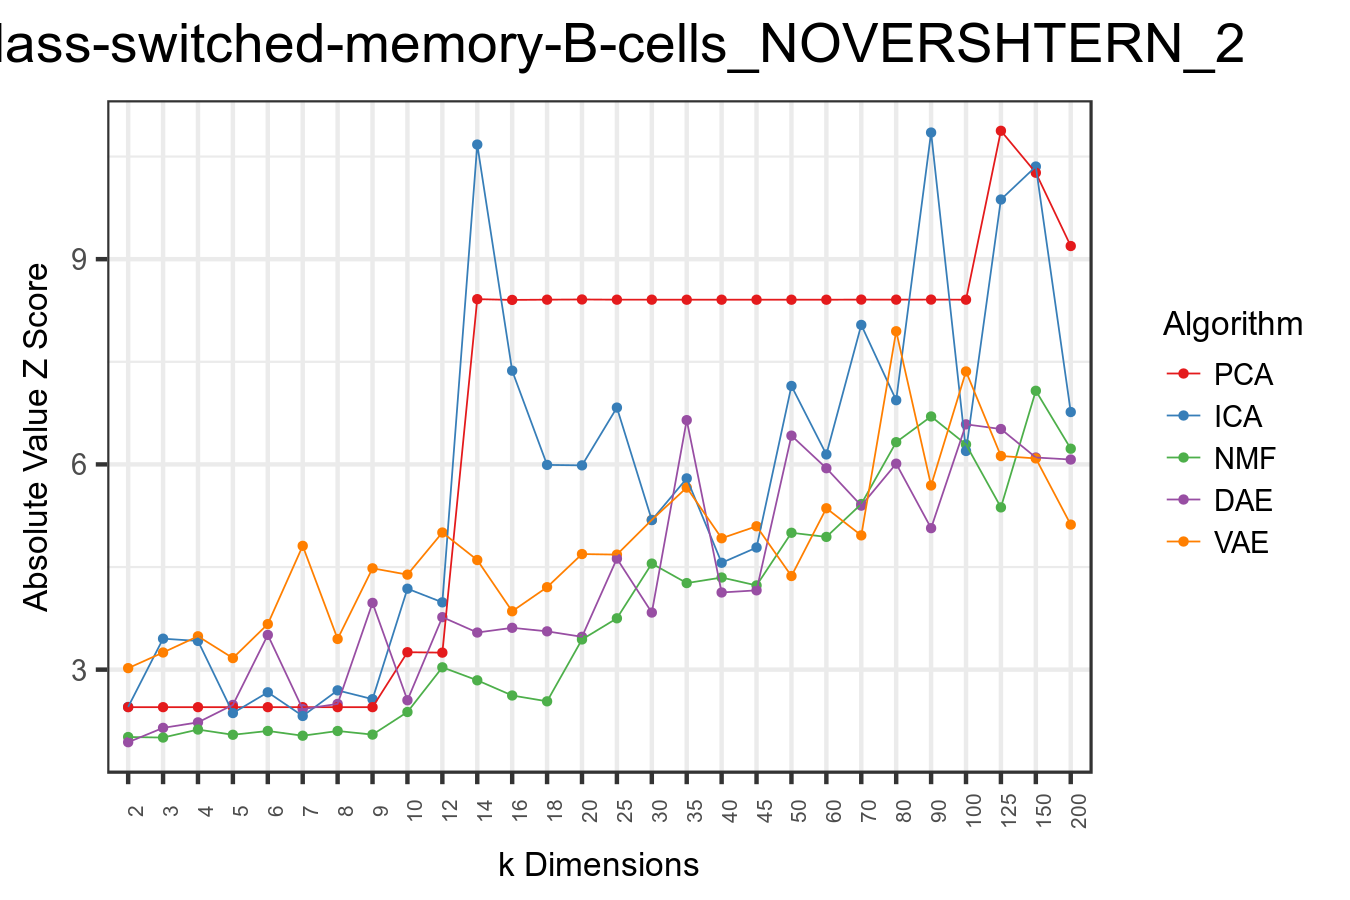 lass-switched-memory-B-cells_NOVERSHTERN_2
Absolute Value Z Score
9
6
3
2 3 4 5 6 7 8 9 10 12 14 16 18 20 25 30 35 40 45 50 60 70 80 90 100 125 150 200
k Dimensions
Algorithm
PCA
ICA
NMF
DAE
VAE